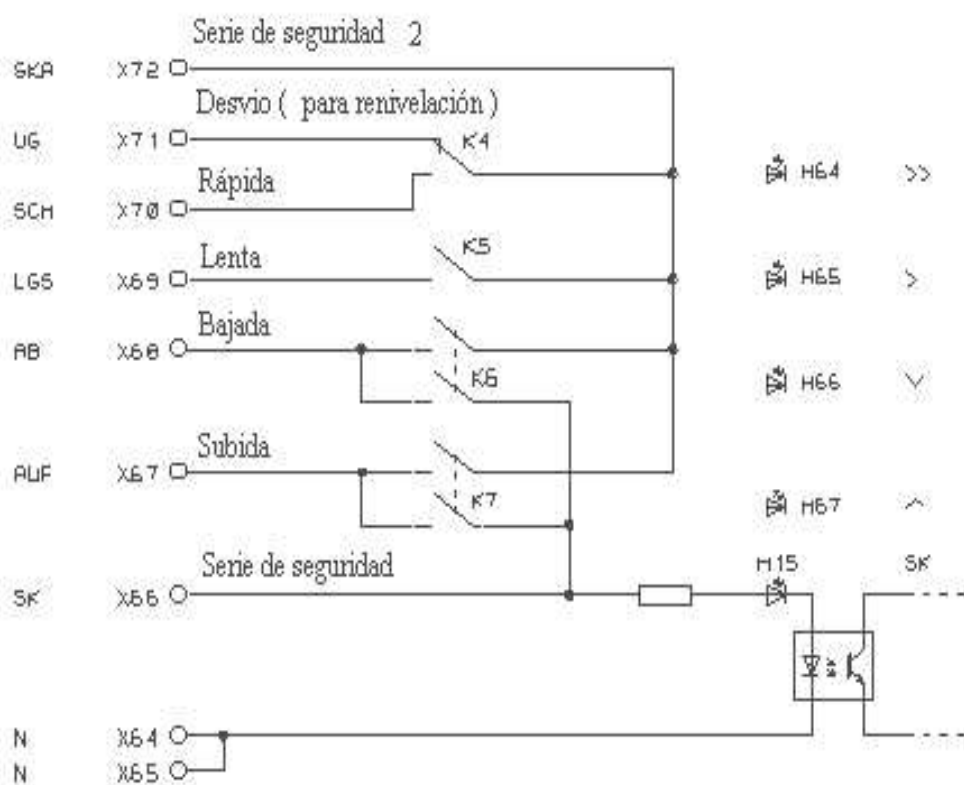 Serie de seguridad 2
SKA X72
Desvio ( para renivelación )
UG X71 K4
H64 >>
Rápida
SCH X70
Lenta K5
LGS X69 H65 >
Bajada
AB X68
K6 H66
Subida
AUF X67
K7 H67
Serie de seguridad H15 SK
SK X66
N X64
N X65